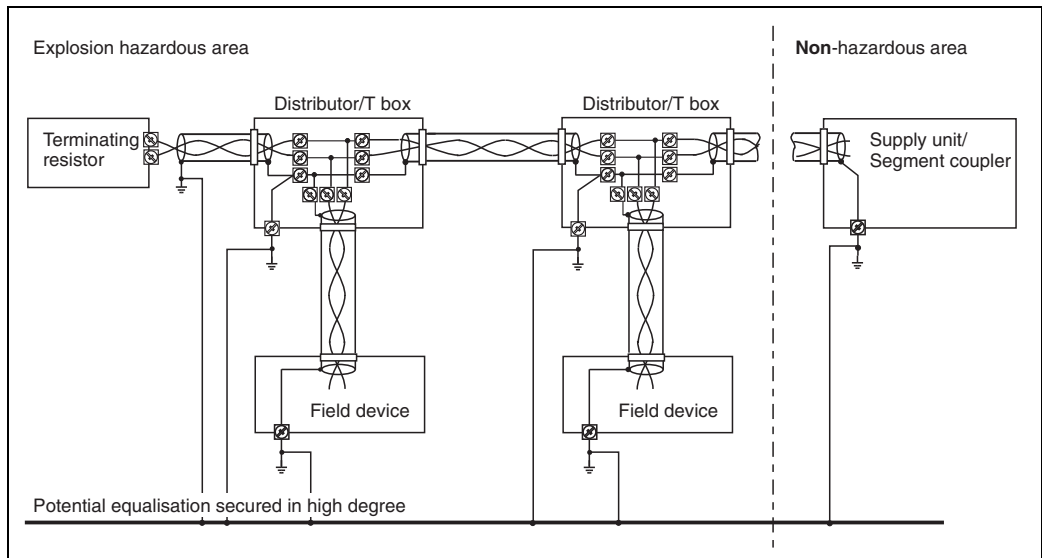 Explosion hazardous area
Non-hazardous area
Distributor/T box
Distributor/T box
Terminating
resistor
Supply unit/
Segment coupler
Field device
Field device
Potential equalisation secured in high degree